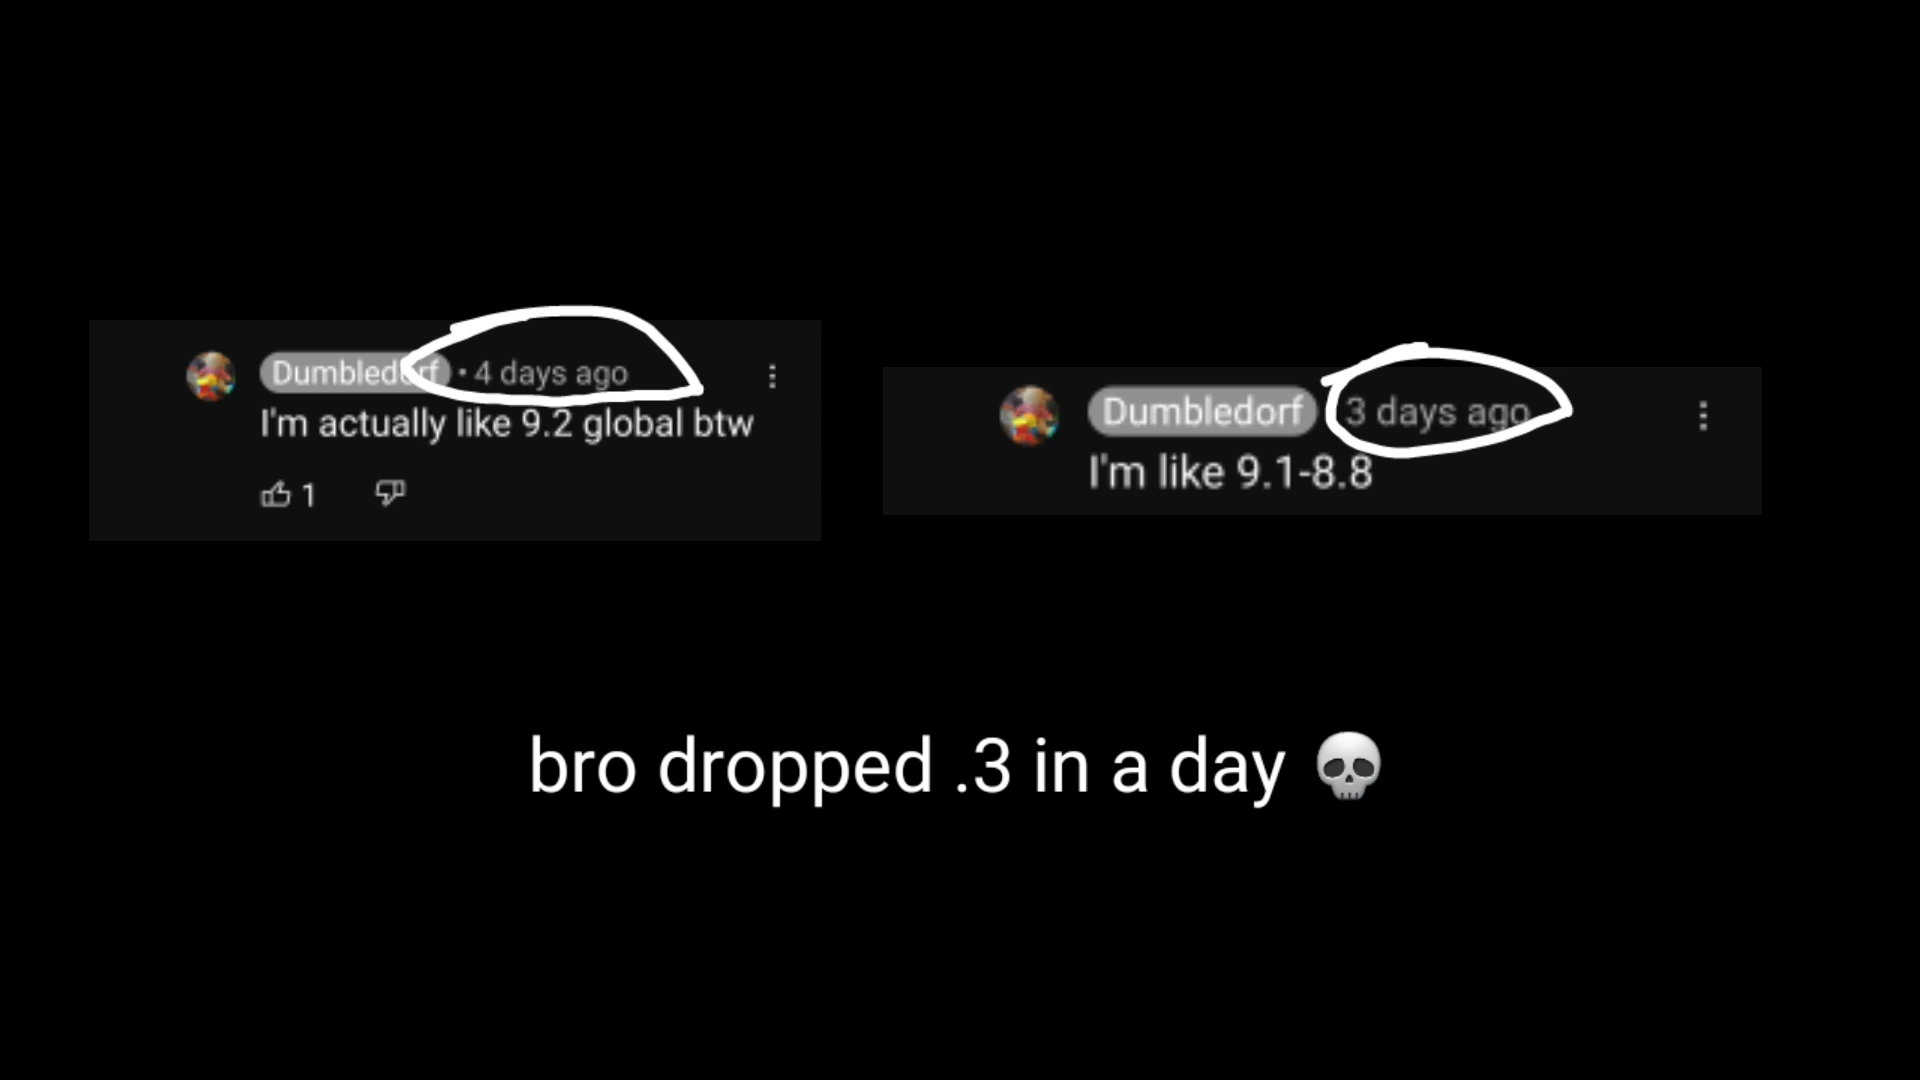 Dumbledorf • 4 days ago
I'm actually like 9.2 global btw
1
Dumbledorf 3 days ago
I'm like 9.1-8.8
bro dropped .3 in a day 💀